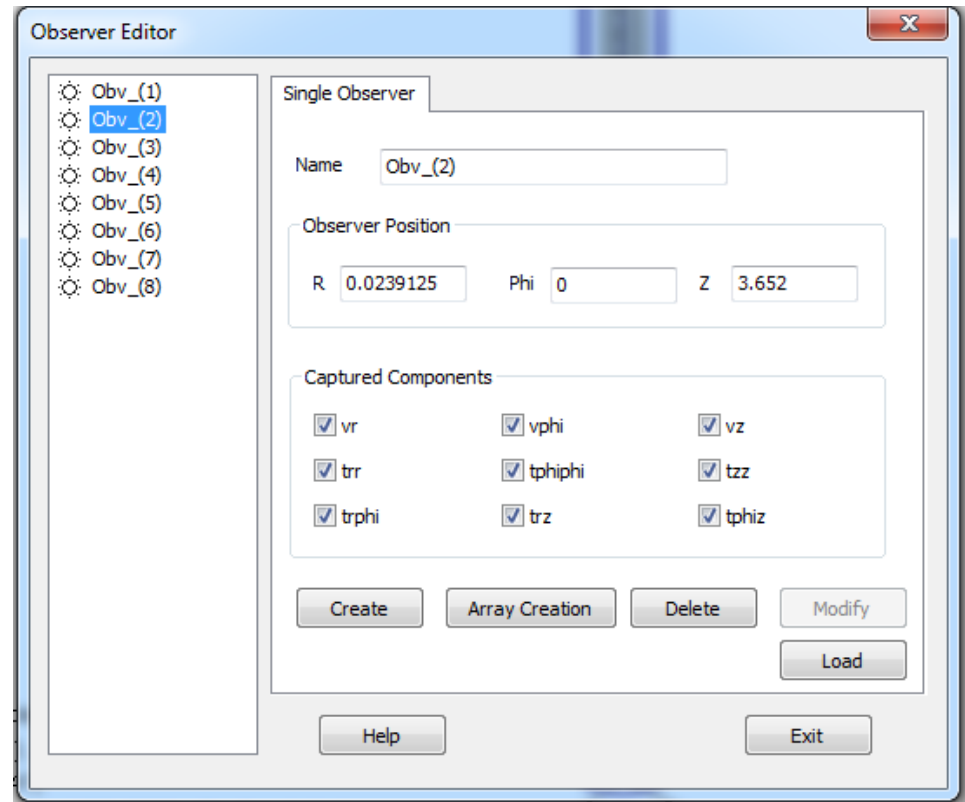 Observer Editor
X
Obv_(1)
Obv_(2)
Obv_(3)
Obv_(4)
Obv_(5)
Obv_(6)
Obv_(7)
Obv_(8)
Single Observer
Name Obv_(2)
Observer Position
R 0.0239125 Phi 0 Z 3.652
Captured Components
vr vphi vz
trr tphiphi tzz
trphi trz tphiz
Create Array Creation Delete Modify
Load
Help Exit